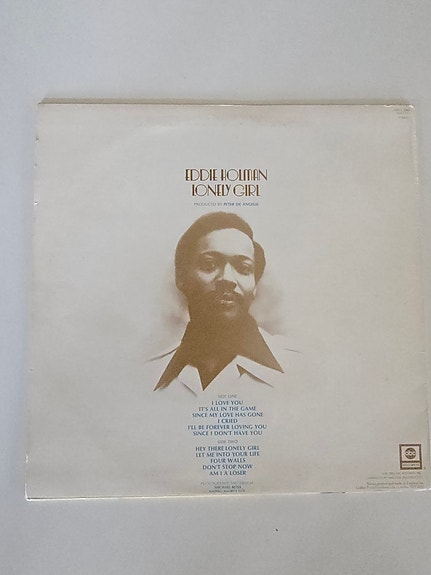 EDDIE HOLMAN
LONELY GIRL
PRODUCED BY PETER DE ANGELIS
SIDE ONE
I LOVE YOU
IT'S ALL IN THE GAME
SINCE MY LOVE HAS GONE
I CRIED
I'LL BE FOREVER LOVING YOU
SINCE I DON'T HAVE YOU
SIDE TWO
HEY THERE LONELY GIRL
LET ME INTO YOUR LIFE
FOUR WALLS
DON'T STOP NOW
AM I A LOSER
abc
RECORDS